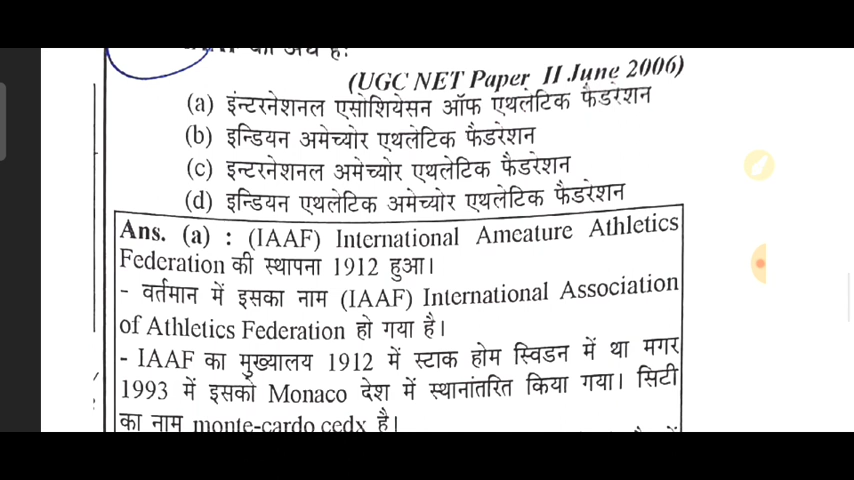 का अर्थ है:
(UGC NET Paper II June 2006)
(a) इंन्टरनेशनल एसोशियेसन ऑफ एथलेटिक फैडरेशन
(b) इन्डियन अमेच्योर एथलेटिक फैडरेशन
(c) इन्टरनेशनल अमेच्योर एथलेटिक फैडरेशन
(d) इन्डियन एथलेटिक अमेच्योर एथलेटिक फैडरेशन
Ans. (a) : (IAAF) International Ameature Athletics
Federation की स्थापना 1912 हुआ।
- वर्तमान में इसका नाम (IAAF) International Association
of Athletics Federation हो गया है।
- IAAF का मुख्यालय 1912 में स्टाक होम स्विडन में था मगर
1993 में इसको Monaco देश में स्थानांतरित किया गया। सिटी
का नाम monte-cardo cedx है।